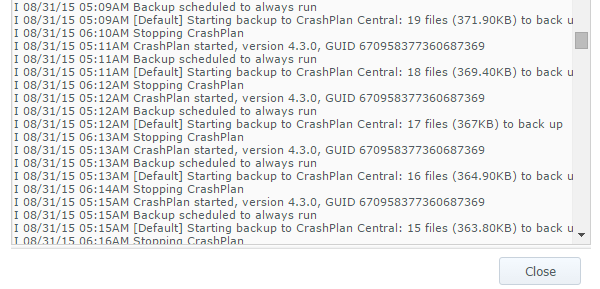 I 08/31/15 05:09AM Backup scheduled to always run
I 08/31/15 05:09AM [Default] Starting backup to CrashPlan Central: 19 files (371.90KB) to back u
I 08/31/15 06:10AM Stopping CrashPlan
I 08/31/15 05:11AM CrashPlan started, version 4.3.0, GUID 670958377360687369
I 08/31/15 05:11AM Backup scheduled to always run
I 08/31/15 05:11AM [Default] Starting backup to CrashPlan Central: 18 files (369.40KB) to back u
I 08/31/15 06:12AM Stopping CrashPlan
I 08/31/15 05:12AM CrashPlan started, version 4.3.0, GUID 670958377360687369
I 08/31/15 05:12AM Backup scheduled to always run
I 08/31/15 05:12AM [Default] Starting backup to CrashPlan Central: 17 files (367KB) to back up
I 08/31/15 06:13AM Stopping CrashPlan
I 08/31/15 05:13AM CrashPlan started, version 4.3.0, GUID 670958377360687369
I 08/31/15 05:13AM Backup scheduled to always run
I 08/31/15 05:13AM [Default] Starting backup to CrashPlan Central: 16 files (364.90KB) to back u
I 08/31/15 06:14AM Stopping CrashPlan
I 08/31/15 05:15AM CrashPlan started, version 4.3.0, GUID 670958377360687369
I 08/31/15 05:15AM Backup scheduled to always run
I 08/31/15 05:15AM [Default] Starting backup to CrashPlan Central: 15 files (363.80KB) to back u
I 08/31/15 06:16AM Stopping CrashPlan
Close